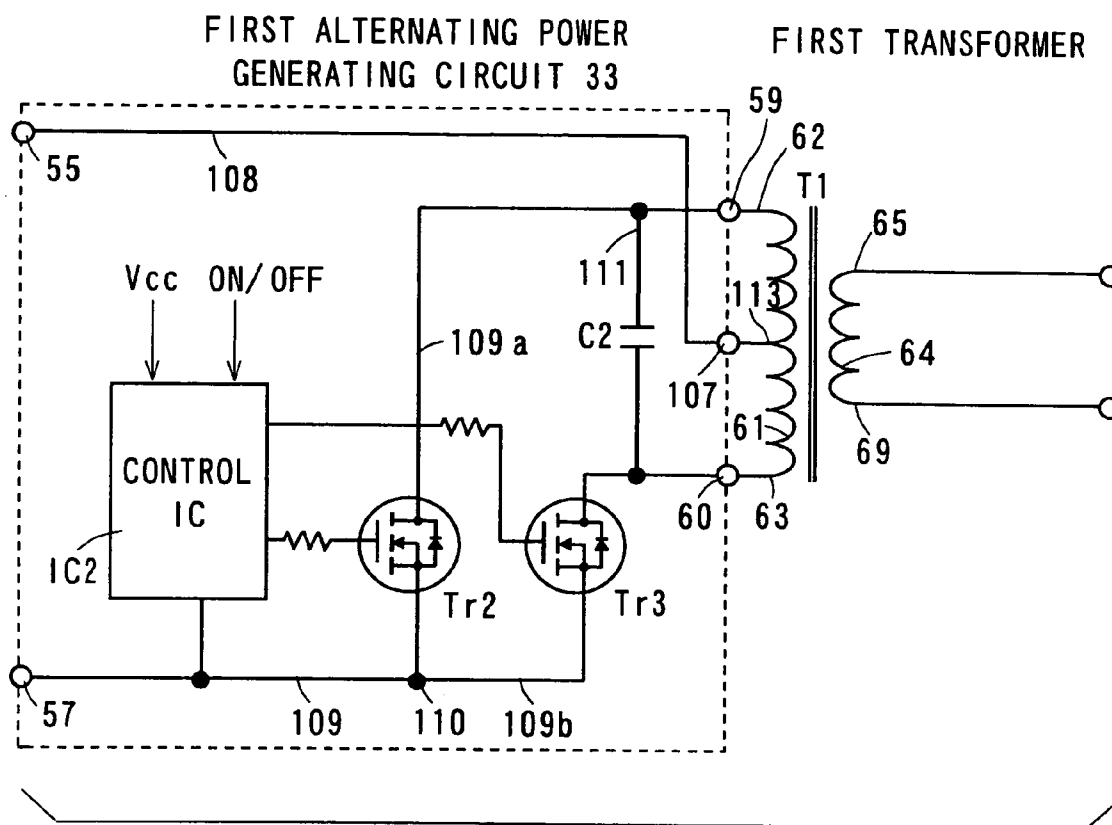 FIRST ALTERNATING POWER
GENERATING CIRCUIT 33
FIRST TRANSFORMER
59
62
55
108
T1
65
111
Vcc ON/OFF
113
C2
109a
64
107
61
69
CONTROL
IC
60
63
IC2
Tr2
Tr3
57
109
110
109b